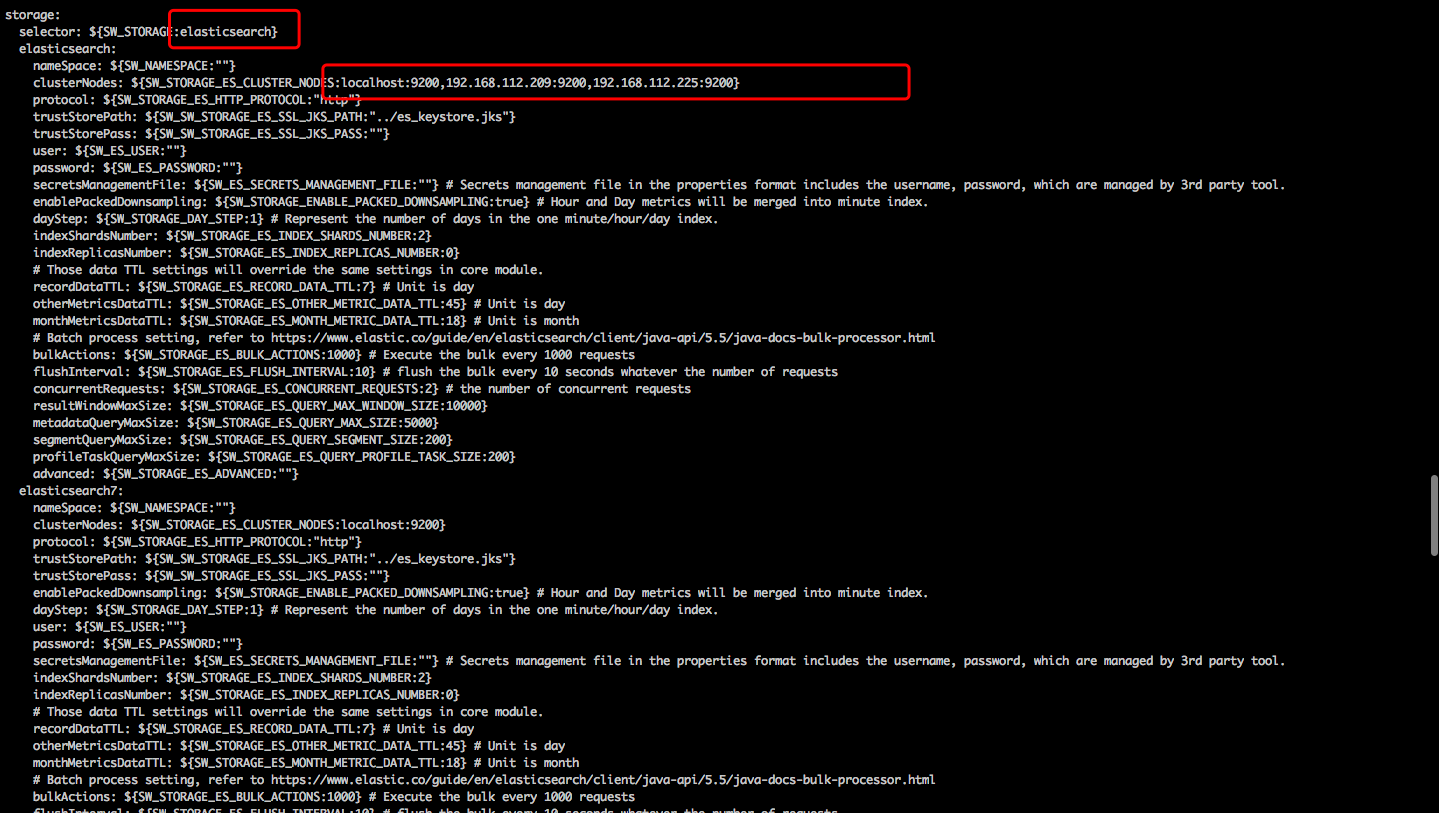 storage:
  selector: ${SW_STORAGE:elasticsearch}
  elasticsearch:
    nameSpace: ${SW_NAMESPACE:""}
    clusterNodes: ${SW_STORAGE_ES_CLUSTER_NODES:localhost:9200,192.168.112.209:9200,192.168.112.225:9200}
    protocol: ${SW_STORAGE_ES_HTTP_PROTOCOL:"http"}
    trustStorePath: ${SW_SW_STORAGE_ES_SSL_JKS_PATH:"../es_keystore.jks"}
    trustStorePass: ${SW_SW_STORAGE_ES_SSL_JKS_PASS:""}
    user: ${SW_ES_USER:""}
    password: ${SW_ES_PASSWORD:""}
    secretsManagementFile: ${SW_ES_SECRETS_MANAGEMENT_FILE:""} # Secrets management file in the properties format includes the username, password, which are managed by 3rd party tool.
    enablePackedDownsampling: ${SW_STORAGE_ENABLE_PACKED_DOWNSAMPLING:true} # Hour and Day metrics will be merged into minute index.
    dayStep: ${SW_STORAGE_DAY_STEP:1} # Represent the number of days in the one minute/hour/day index.
    indexShardsNumber: ${SW_STORAGE_ES_INDEX_SHARDS_NUMBER:2}
    indexReplicasNumber: ${SW_STORAGE_ES_INDEX_REPLICAS_NUMBER:0}
    # Those data TTL settings will override the same settings in core module.
    recordDataTTL: ${SW_STORAGE_ES_RECORD_DATA_TTL:7} # Unit is day
    otherMetricsDataTTL: ${SW_STORAGE_ES_OTHER_METRIC_DATA_TTL:45} # Unit is day
    monthMetricsDataTTL: ${SW_STORAGE_ES_MONTH_METRIC_DATA_TTL:18} # Unit is month
    # Batch process setting, refer to https://www.elastic.co/guide/en/elasticsearch/client/java-api/5.5/java-docs-bulk-processor.html
    bulkActions: ${SW_STORAGE_ES_BULK_ACTIONS:1000} # Execute the bulk every 1000 requests
    flushInterval: ${SW_STORAGE_ES_FLUSH_INTERVAL:10} # flush the bulk every 10 seconds whatever the number of requests
    concurrentRequests: ${SW_STORAGE_ES_CONCURRENT_REQUESTS:2} # the number of concurrent requests
    resultWindowMaxSize: ${SW_STORAGE_ES_QUERY_MAX_WINDOW_SIZE:10000}
    metadataQueryMaxSize: ${SW_STORAGE_ES_QUERY_MAX_SIZE:5000}
    segmentQueryMaxSize: ${SW_STORAGE_ES_QUERY_SEGMENT_SIZE:200}
    profileTaskQueryMaxSize: ${SW_STORAGE_ES_QUERY_PROFILE_TASK_SIZE:200}
    advanced: ${SW_STORAGE_ES_ADVANCED:""}
  elasticsearch7:
    nameSpace: ${SW_NAMESPACE:""}
    clusterNodes: ${SW_STORAGE_ES_CLUSTER_NODES:localhost:9200}
    protocol: ${SW_STORAGE_ES_HTTP_PROTOCOL:"http"}
    trustStorePath: ${SW_SW_STORAGE_ES_SSL_JKS_PATH:"../es_keystore.jks"}
    trustStorePass: ${SW_SW_STORAGE_ES_SSL_JKS_PASS:""}
    enablePackedDownsampling: ${SW_STORAGE_ENABLE_PACKED_DOWNSAMPLING:true} # Hour and Day metrics will be merged into minute index.
    dayStep: ${SW_STORAGE_DAY_STEP:1} # Represent the number of days in the one minute/hour/day index.
    user: ${SW_ES_USER:""}
    password: ${SW_ES_PASSWORD:""}
    secretsManagementFile: ${SW_ES_SECRETS_MANAGEMENT_FILE:""} # Secrets management file in the properties format includes the username, password, which are managed by 3rd party tool.
    indexShardsNumber: ${SW_STORAGE_ES_INDEX_SHARDS_NUMBER:2}
    indexReplicasNumber: ${SW_STORAGE_ES_INDEX_REPLICAS_NUMBER:0}
    # Those data TTL settings will override the same settings in core module.
    recordDataTTL: ${SW_STORAGE_ES_RECORD_DATA_TTL:7} # Unit is day
    otherMetricsDataTTL: ${SW_STORAGE_ES_OTHER_METRIC_DATA_TTL:45} # Unit is day
    monthMetricsDataTTL: ${SW_STORAGE_ES_MONTH_METRIC_DATA_TTL:18} # Unit is month
    # Batch process setting, refer to https://www.elastic.co/guide/en/elasticsearch/client/java-api/5.5/java-docs-bulk-processor.html
    bulkActions: ${SW_STORAGE_ES_BULK_ACTIONS:1000} # Execute the bulk every 1000 requests
    flushInterval: ${SW_STORAGE_ES_FLUSH_INTERVAL:10} # flush the bulk every 10 seconds whatever the number of requests